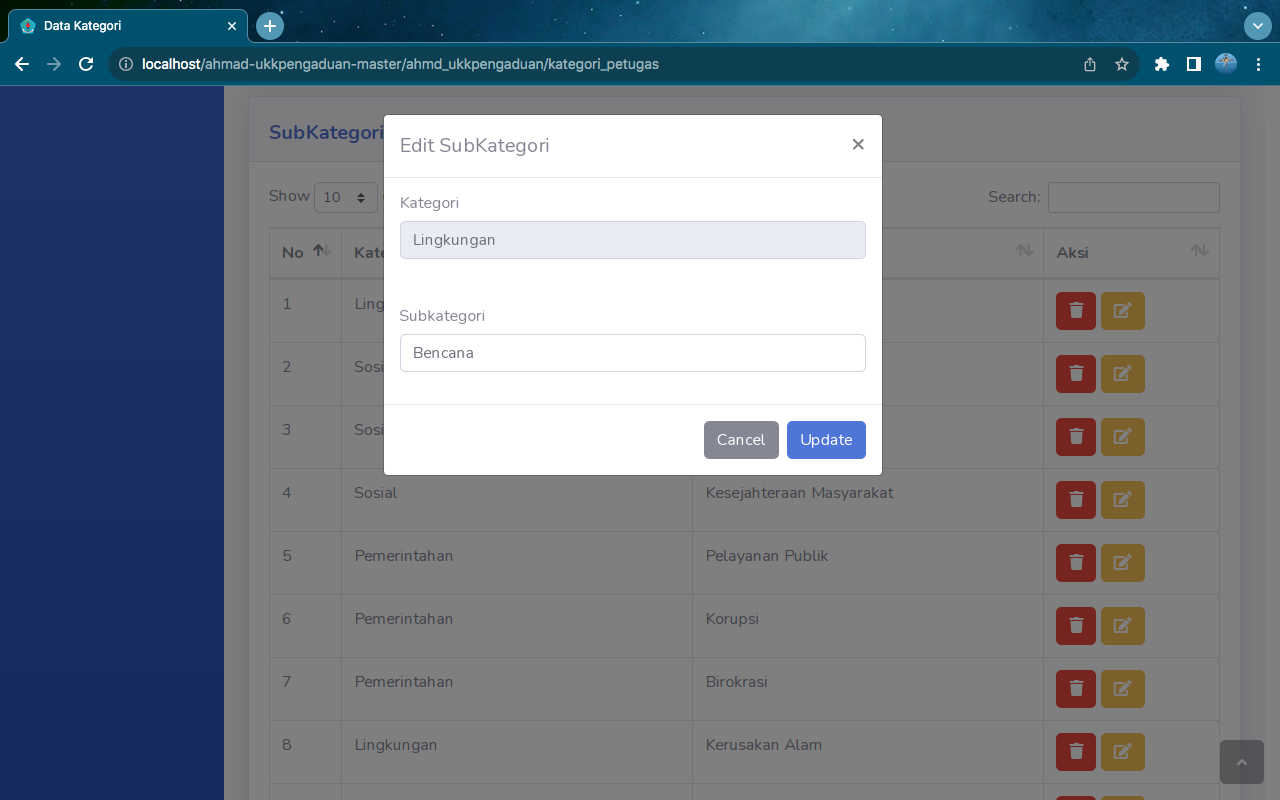 Data Kategori
localhost/ahmad-ukkpengaduan-master/ahmd_ukkpengaduan/kategori_petugas
SubKategori
Edit SubKategori
×
Show 10
Search:
Kategori
Lingkungan
No Kate Aksi
1 Ling
Subkategori
Bencana
2 Sosi
3 Sosi
Cancel Update
4 Sosial Kesejahteraan Masyarakat
5 Pemerintahan Pelayanan Publik
6 Pemerintahan Korupsi
7 Pemerintahan Birokrasi
8 Lingkungan Kerusakan Alam